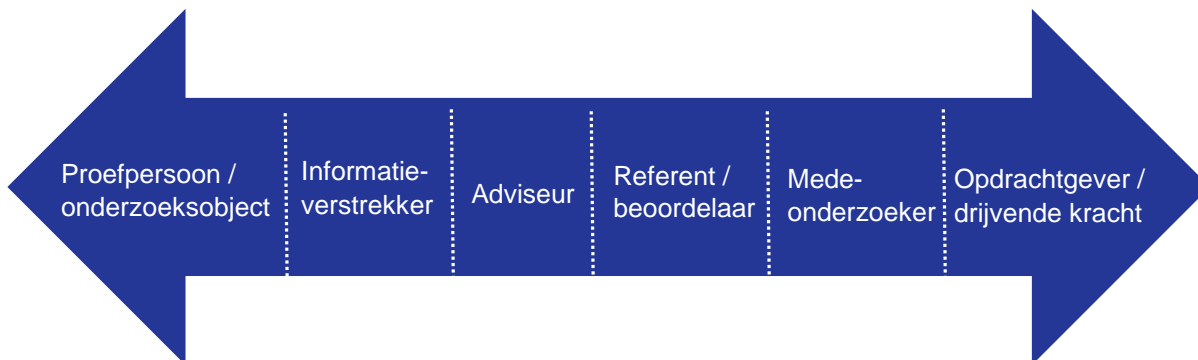 Proefpersoon /
onderzoeksobject
Informatie-
verstrekker
Adviseur
Referent /
beoordelaar
Mede-
onderzoeker
Opdrachtgever /
drijvende kracht